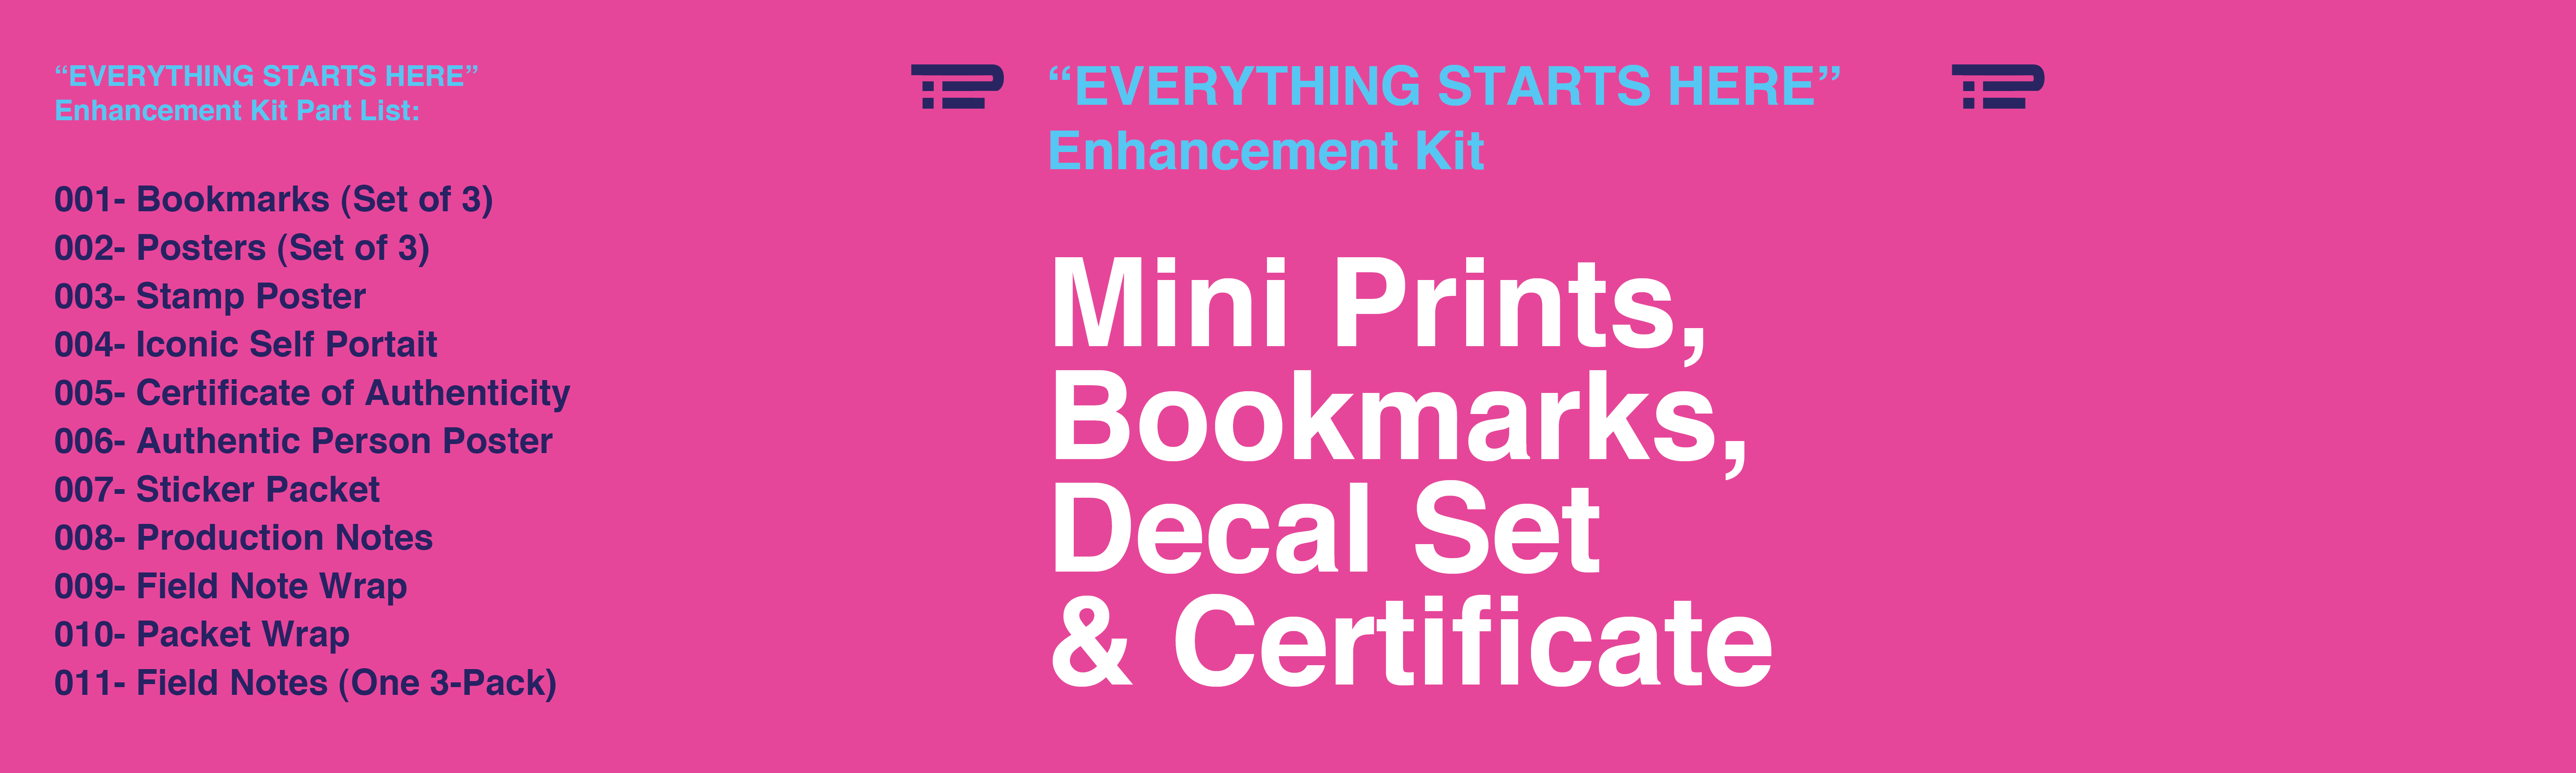 “EVERYTHING STARTS HERE”
Enhancement Kit Part List:
001- Bookmarks (Set of 3)
002- Posters (Set of 3)
003- Stamp Poster
004- Iconic Self Portait
005- Certificate of Authenticity
006- Authentic Person Poster
007- Sticker Packet
008- Production Notes
009- Field Note Wrap
010- Packet Wrap
011- Field Notes (One 3-Pack)
“EVERYTHING STARTS HERE”
Enhancement Kit
Mini Prints,
Bookmarks,
Decal Set
& Certificate